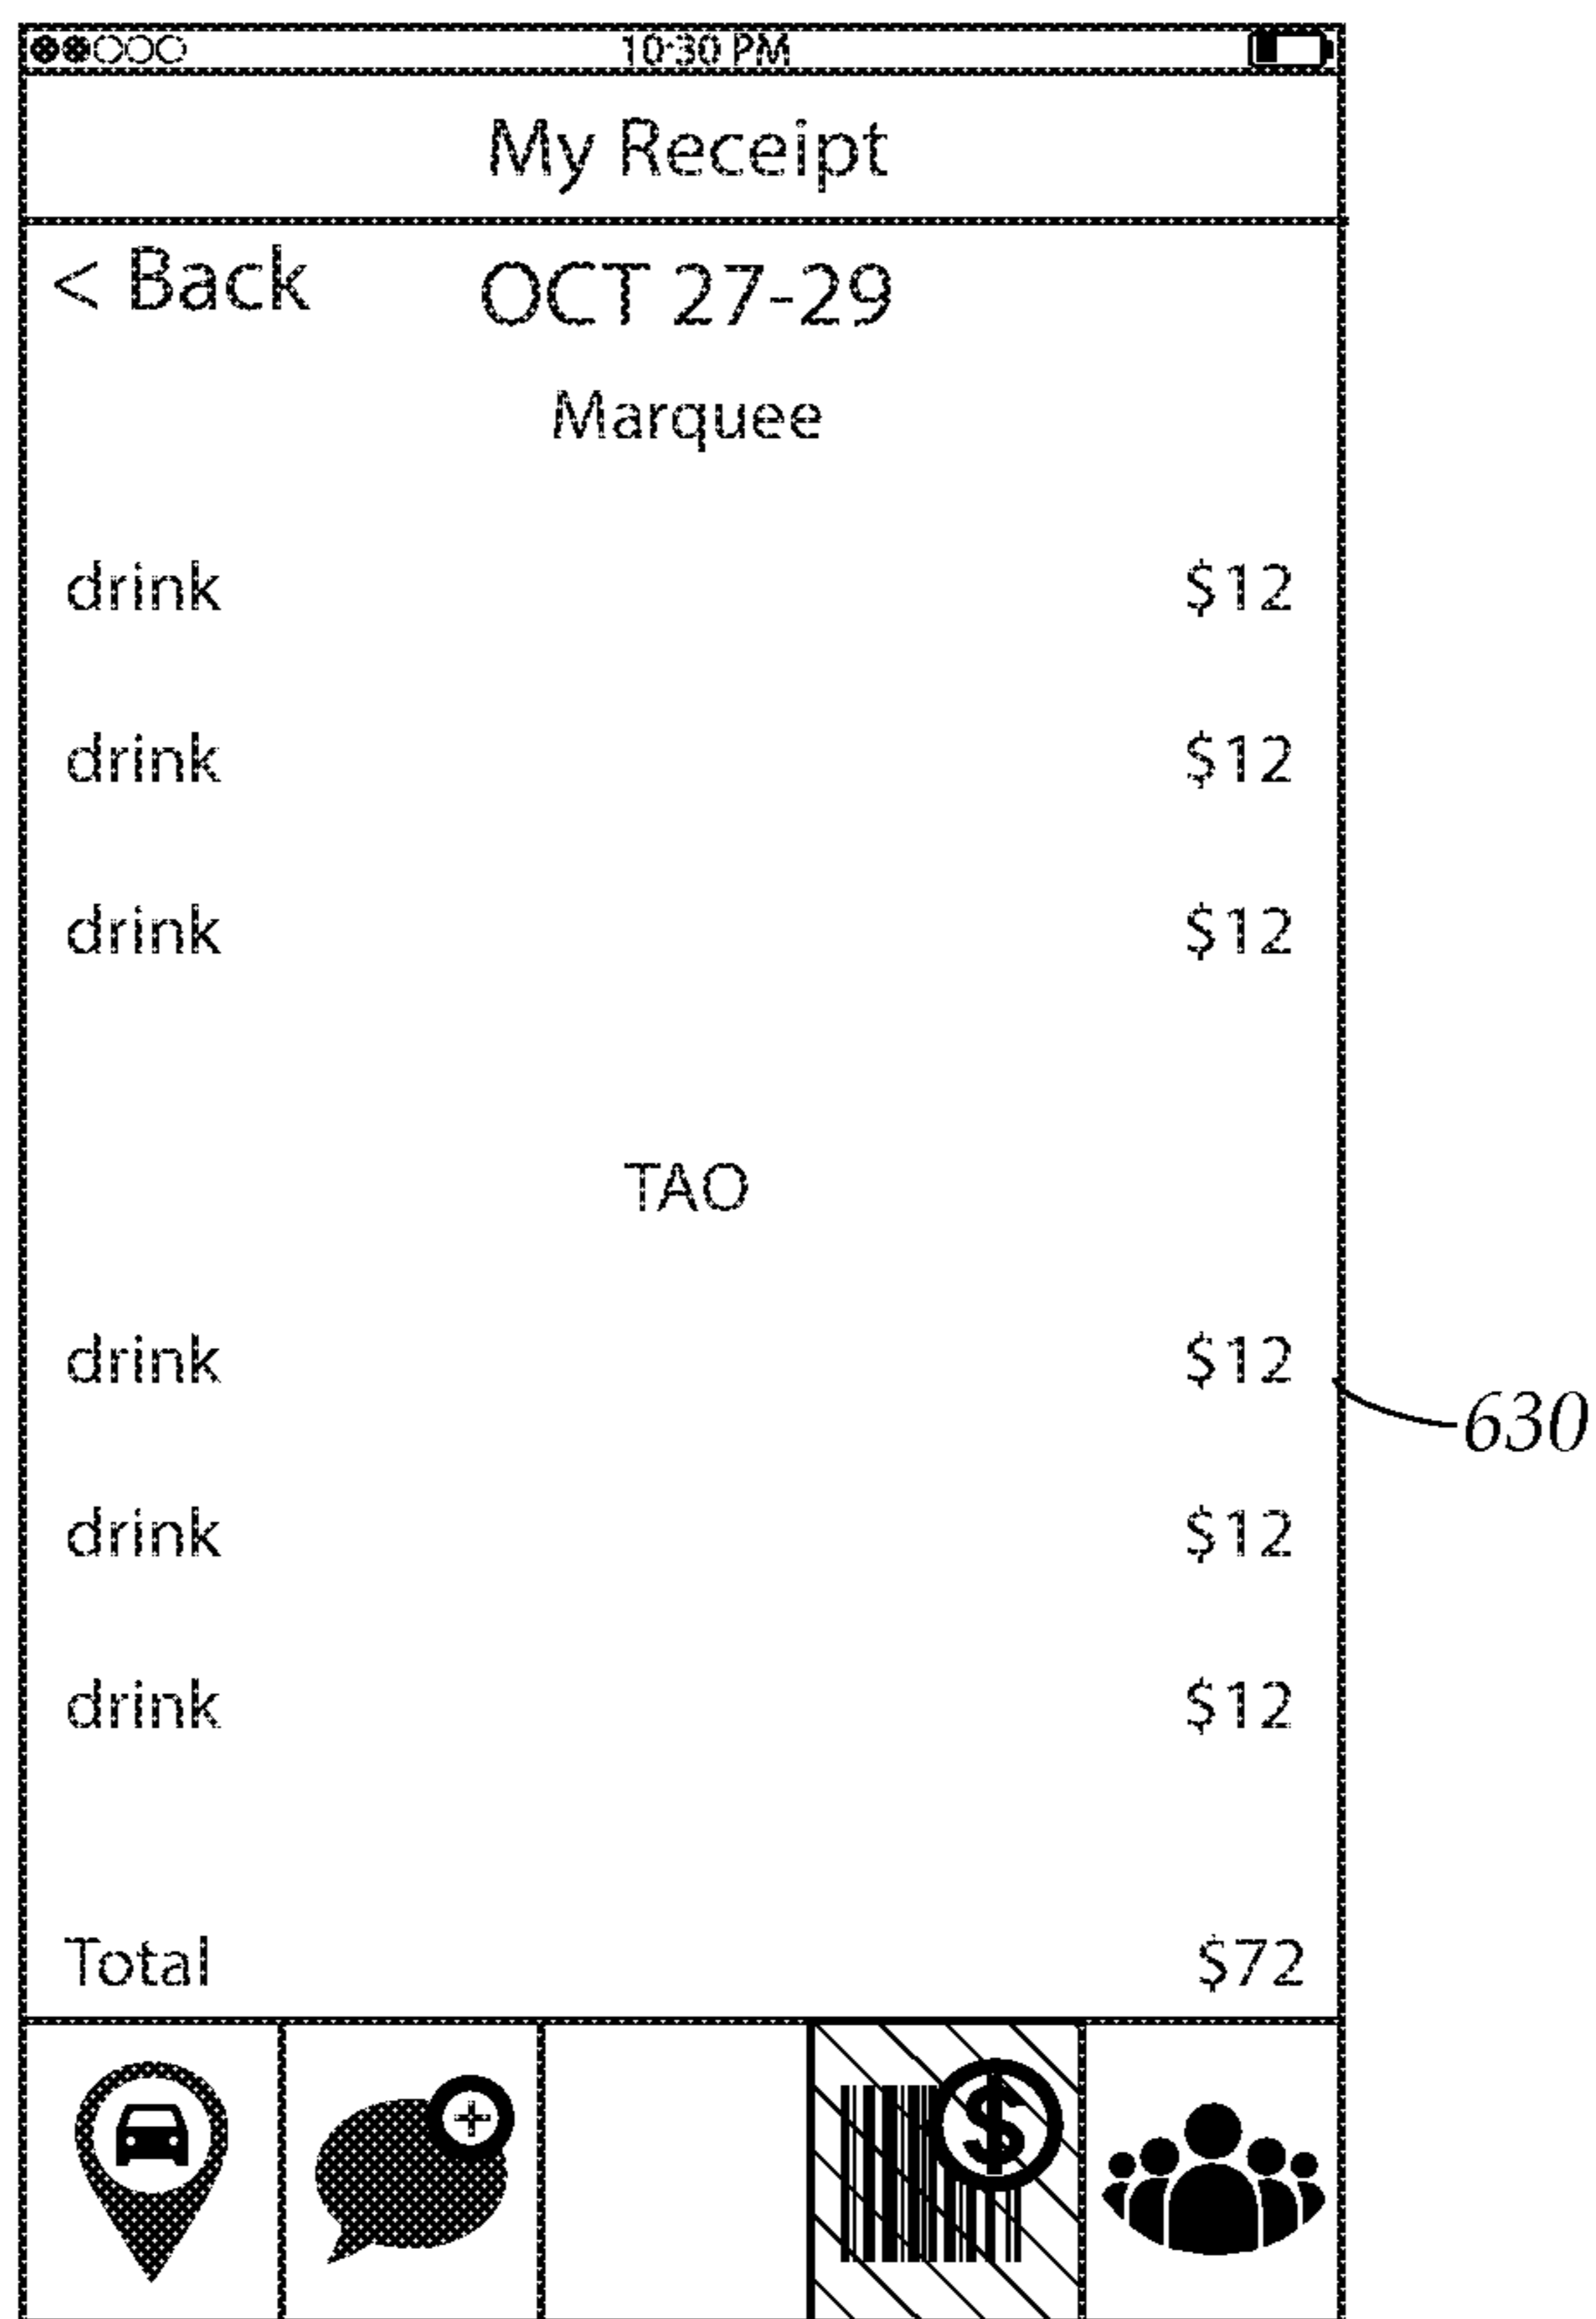 10:30 PM
My Receipt
< Back OCT 27-29
Marquee
drink $12
drink $12
drink $12
TAO
drink $12
630
drink $12
drink $12
Total $72
$